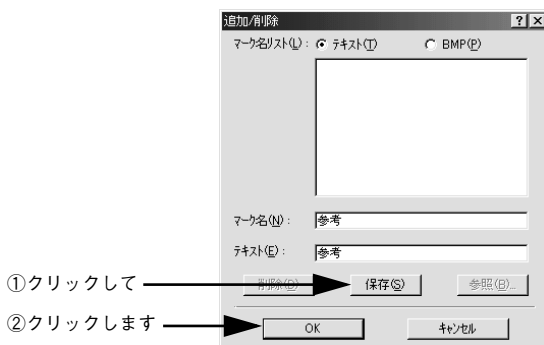 追加/削除
マーク名リスト(L)： テキスト(T) BMP(P)
マーク名(N)： 参考
テキスト(E)： 参考
①クリックして 削除(D) 保存(S) 参照(B)...
②クリックします OK キャンセル